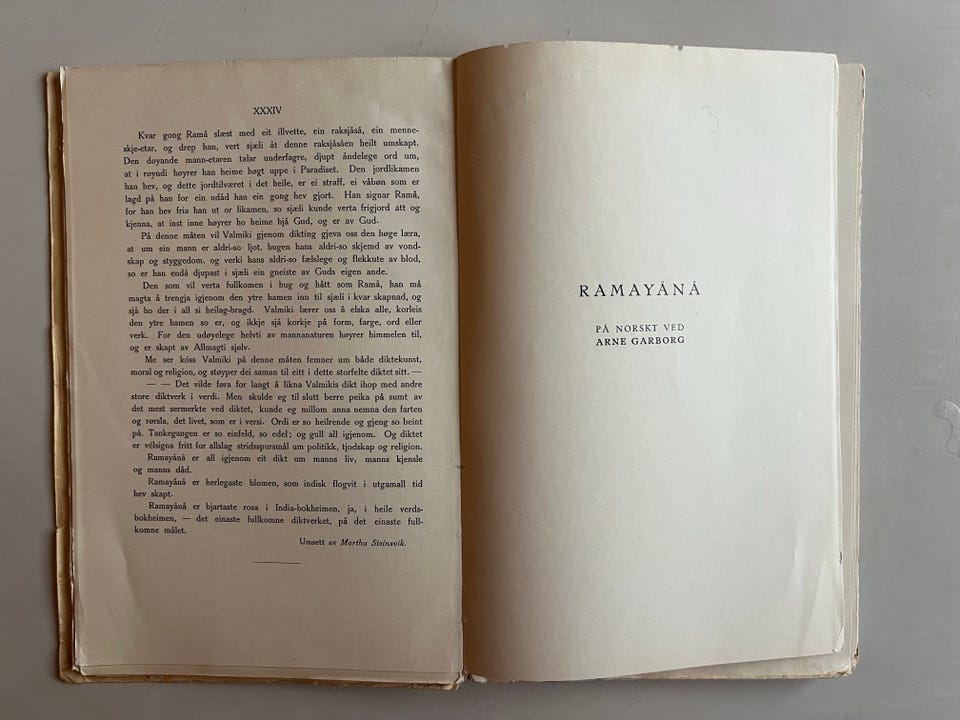 XXXIV
Kvar gong Ramå slæst med eit illvette, ein raksjåså, ein menne-
skje-etar, og drep han, vert sjæli åt denne raksjåsåen heilt umskapt.
Den døyande mann-etaren talar underfagre, djupt åndelege ord um,
at i røyndi høyrer han heime høgt uppe i Paradiset. Den jordlikamen
han hev, og dette jordtilværet i det heile, er ei straff, ei våbøn som er
lagd på han for ein udåd han ein gong hev gjort. Han signar Ramå,
for han hev fria han ut or likamen, so sjæli kunde verta frigjord att og
kjenna, at inst inne høyrer ho heime hjå Gud, og er av Gud.
På denne måten vil Valmiki gjenom dikting gjeva oss den høge læra,
at um ein mann er aldri-so ljot, hugen hans aldri-so skjemd av vond-
skap og styggedom, og verki hans aldri-so fælslege og flekkute av blod,
so er han endå djupast i sjæli ein gneiste av Guds eigen ande.
Den som vil verta fullkomen i hug og hått som Ramå, han må
magta å trengja igjenom den ytre hamen inn til sjæli i kvar skapnad, og
sjå ho der i all si heilag-bragd. Valmiki lærer oss å elska alle, korleis
den ytre hamen so er, og ikkje sjå korkje på form, farge, ord eller
verk. For den udøyelege helvti av mannanaturen høyrer himmelen til,
og er skapt av Allmagti sjølv.
Me ser kóss Valmiki på denne måten femner um både diktekunst,
moral og religion, og støyper dei saman til eitt i dette storfelte diktet sitt. —
— — Det vilde føra for langt å likna Valmikis dikt ihop med andre
store diktverk i verdi. Men skulde eg til slutt berre peika på sumt av
det mest sermerkte ved diktet, kunde eg millom anna nemna den farten
og rørsla, det livet, som er i versi. Ordi er so heilrende og gjeng so beint
på. Tankegangen er so einfeld, so edel; og gull all igjenom. Og diktet
er vélsigna fritt for allslag stridsspursmål um politikk, tjodskap og religion.
Ramayånå er all igjenom eit dikt um manns liv, manns kjensle
og manns dåd.
Ramayånå er herlegaste blomen, som indisk flogvit i utgamall tid
hev skapt.
Ramayånå er bjartaste rosa i India-bokheimen, ja, i heile verds-
bokheimen, — det einaste fullkomne diktverket, på det einaste full-
komne målet.
Umsett av Martha Steinsvik.
RAMAYÅNÅ
PÅ NORSKT VED
ARNE GARBORG